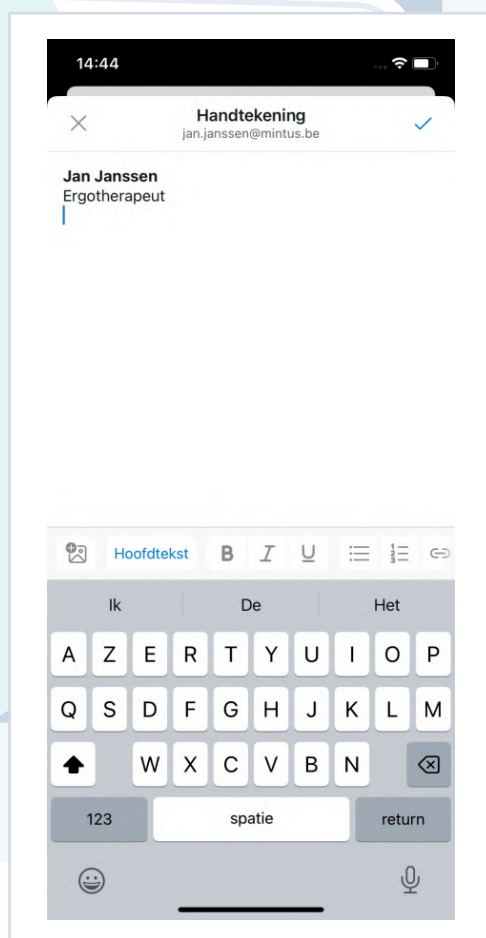 14:44
Handtekening
jan.janssen@mintus.be
Jan Janssen
Ergotherapeut
Hoofdtekst B I U
Ik De Het
A Z E R T Y U I O P
Q S D F G H J K L M
W X C V B N
123 spatie return